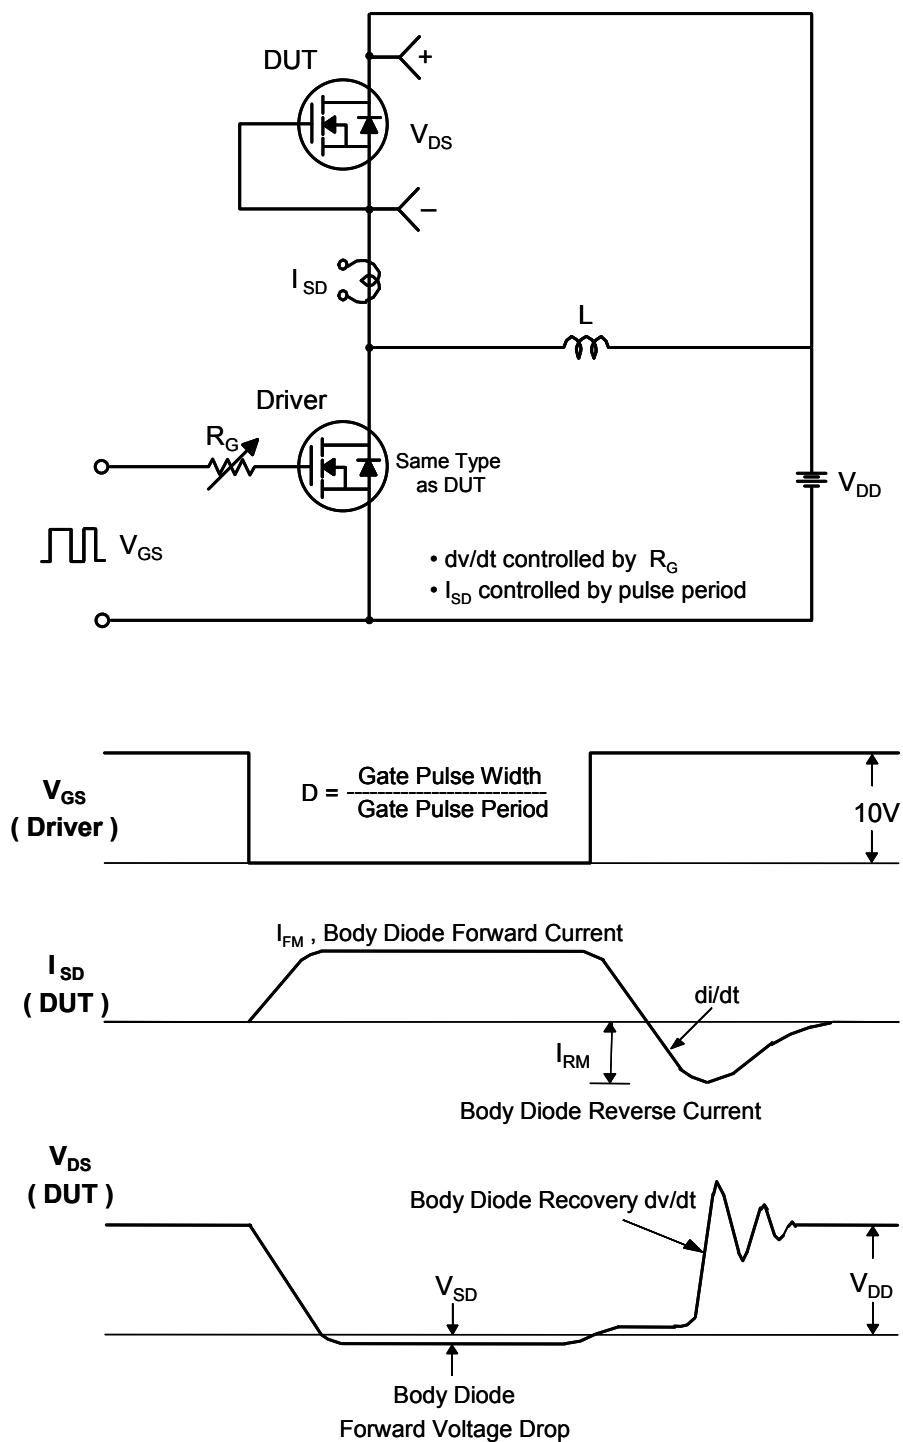 DUT
+
V_DS
–
I_SD
L
Driver
R_G
Same Type
as DUT
V_DD
V_GS
• dv/dt controlled by R_G
• I_SD controlled by pulse period
V_GS
( Driver )
D = Gate Pulse Width
Gate Pulse Period
10V
I_FM , Body Diode Forward Current
I_SD
( DUT )
di/dt
I_RM
Body Diode Reverse Current
V_DS
( DUT )
Body Diode Recovery dv/dt
V_SD
V_DD
Body Diode
Forward Voltage Drop